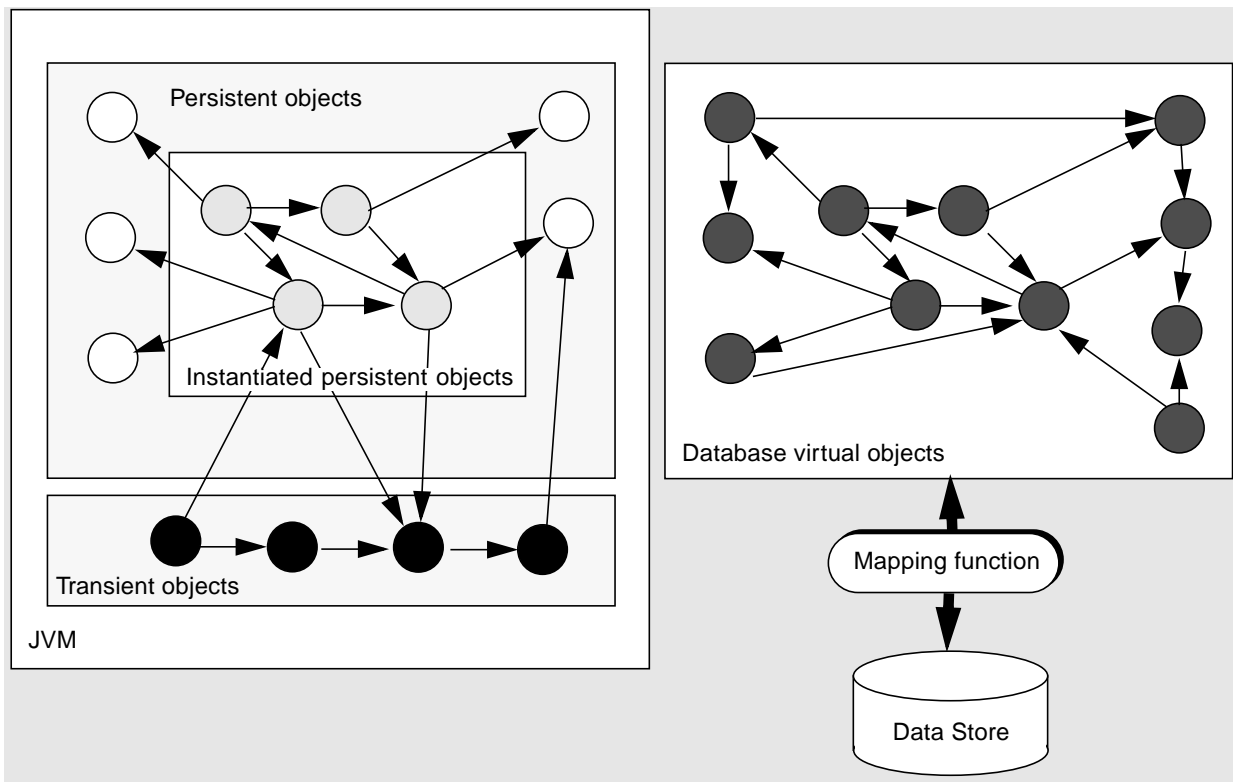 Persistent objects
Instantiated persistent objects
Transient objects
JVM
Database virtual objects
Mapping function
Data Store